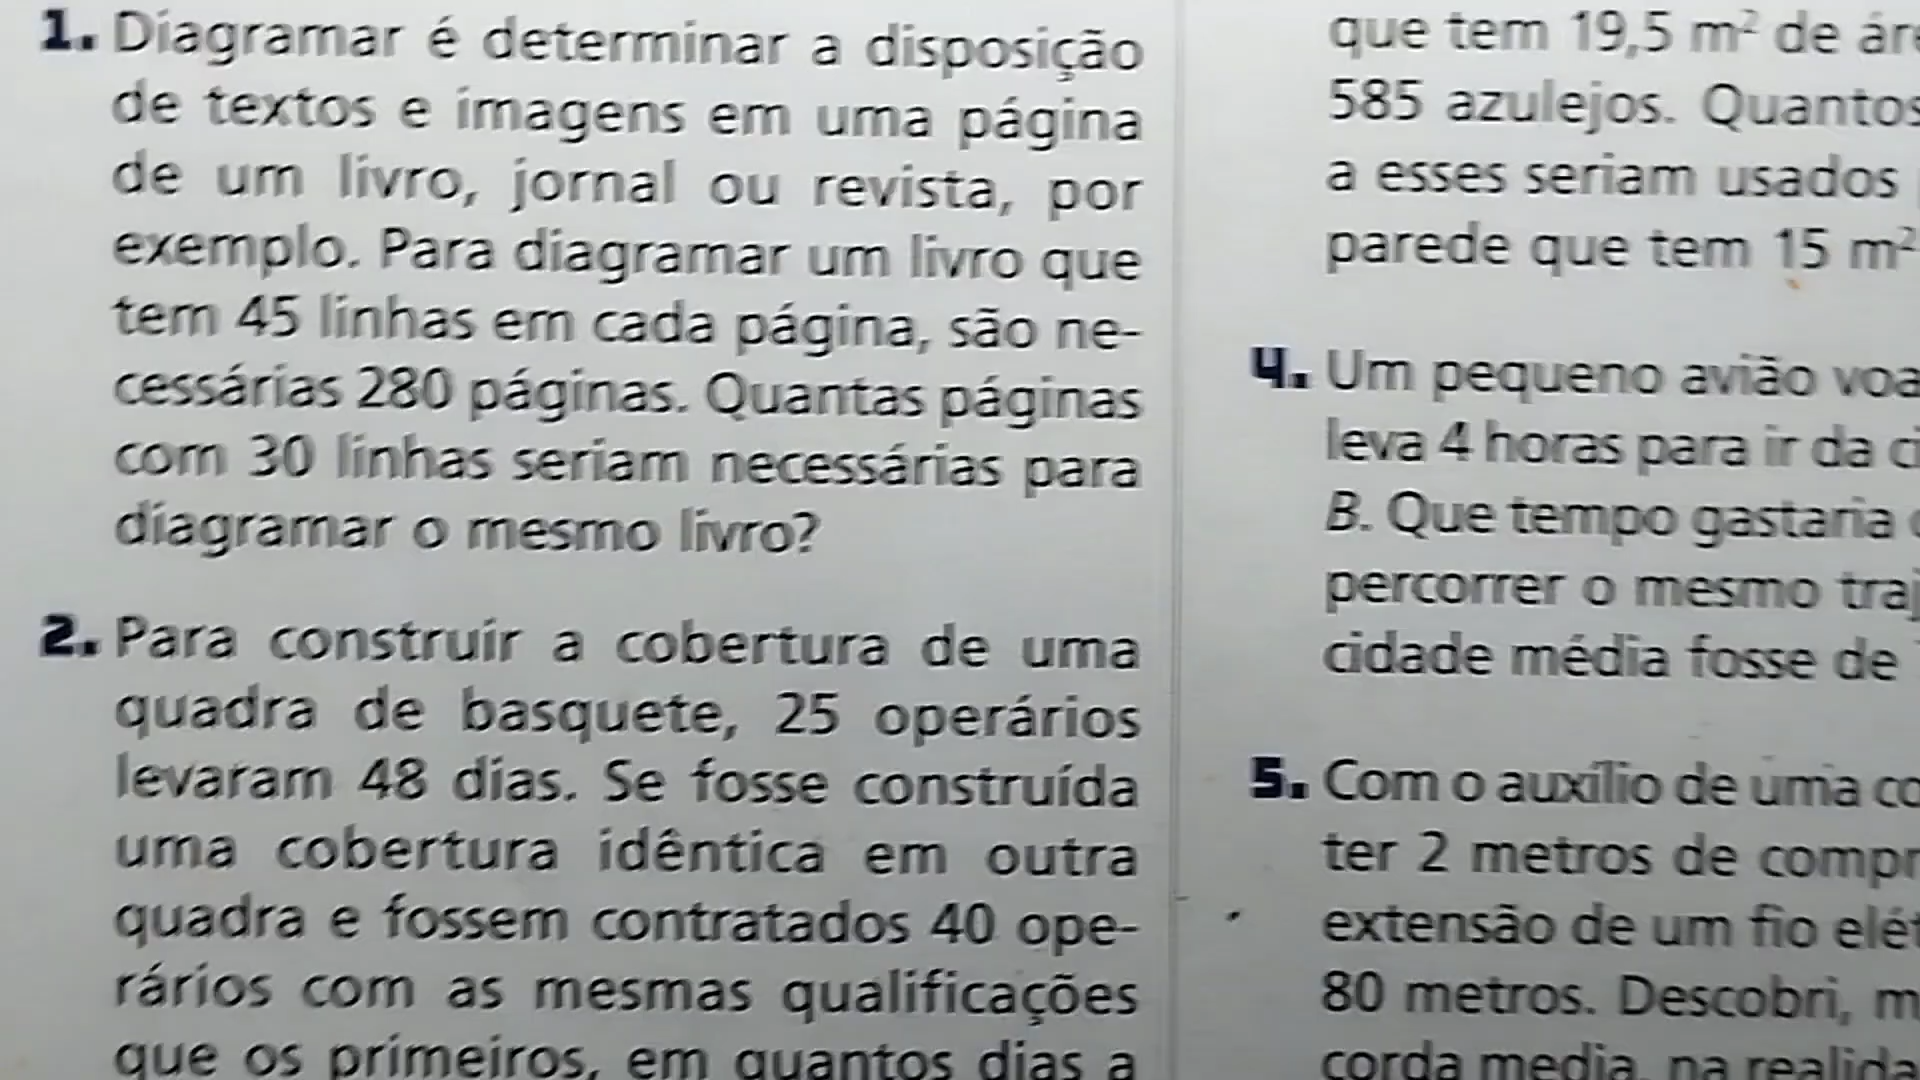 1. Diagramar é determinar a disposição
de textos e imagens em uma página
de um livro, jornal ou revista, por
exemplo. Para diagramar um livro que
tem 45 linhas em cada página, são ne-
cessárias 280 páginas. Quantas páginas
com 30 linhas seriam necessárias para
diagramar o mesmo livro?
2. Para construir a cobertura de uma
quadra de basquete, 25 operários
levaram 48 dias. Se fosse construída
uma cobertura idêntica em outra
quadra e fossem contratados 40 ope-
rários com as mesmas qualificações
que os primeiros, em quantos dias a
que tem 19,5 m² de
585 azulejos. Quantos
a esses seriam usados
parede que tem 15 m²
4. Um pequeno avião
leva 4 horas para ir da
B. Que tempo gastaria
percorrer o mesmo
cidade média fosse de
5. Com o auxílio de uma
ter 2 metros de
extensão de um fio
80 metros. Descobri,
corda media, na